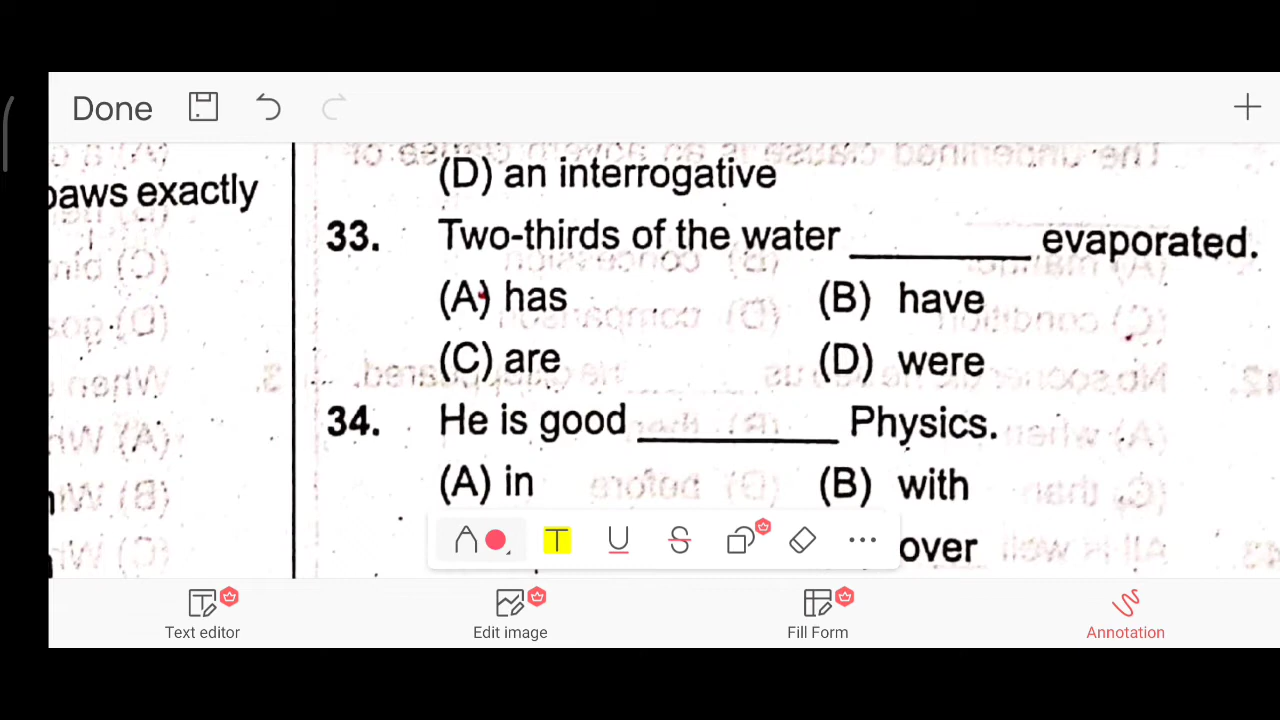 Done
paws exactly
(D) an interrogative
33. Two-thirds of the water ________ evaporated.
(A) has (B) have
(C) are (D) were
34. He is good ________ Physics.
(A) in (B) with
over
Text editor Edit image Fill Form Annotation